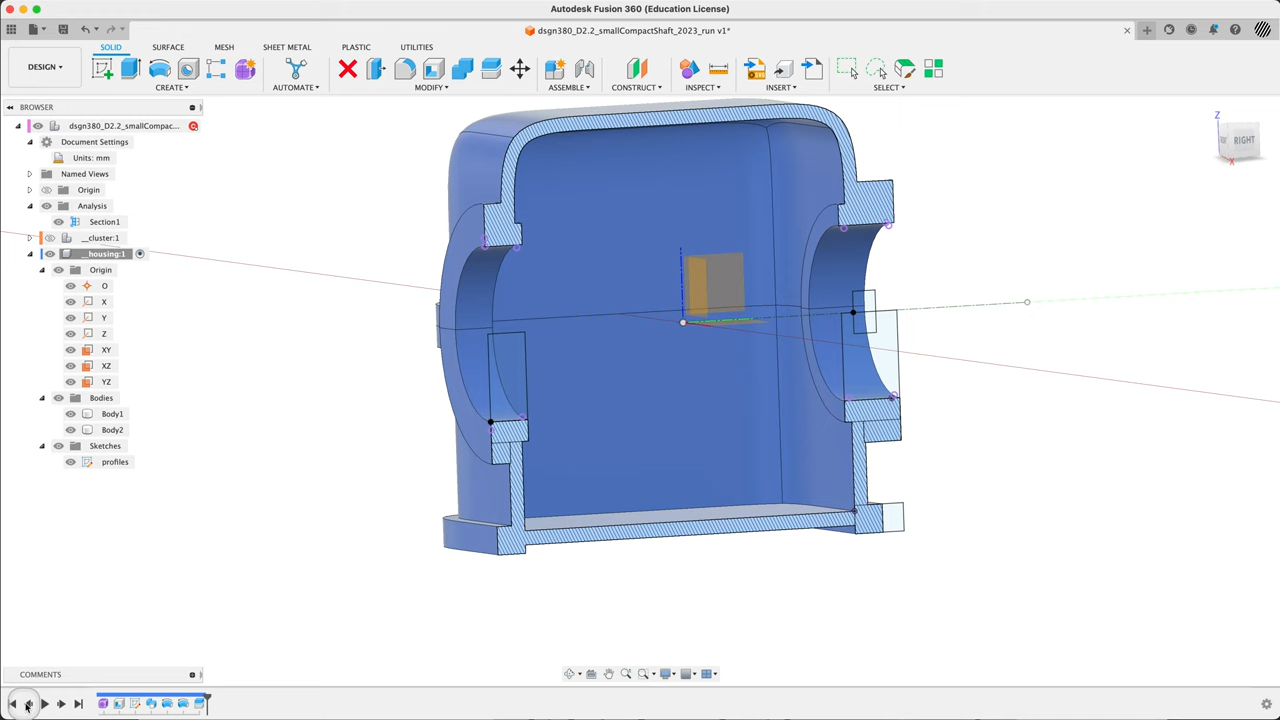 Autodesk Fusion 360 (Education License)
dsgn380_D2.2_smallCompactShaft_2023_run v1*
SOLID SURFACE MESH SHEET METAL PLASTIC UTILITIES
DESIGN
CREATE AUTOMATE MODIFY ASSEMBLE CONSTRUCT INSPECT INSERT SELECT
BROWSER
dsgn380_D2.2_smallCompac...
Document Settings
Units: mm
Named Views
Origin
Analysis
Section1
__cluster:1
__housing:1
Origin
O
X
Y
Z
XY
XZ
YZ
Bodies
Body1
Body2
Sketches
profiles
Z
RIGHT
X
COMMENTS